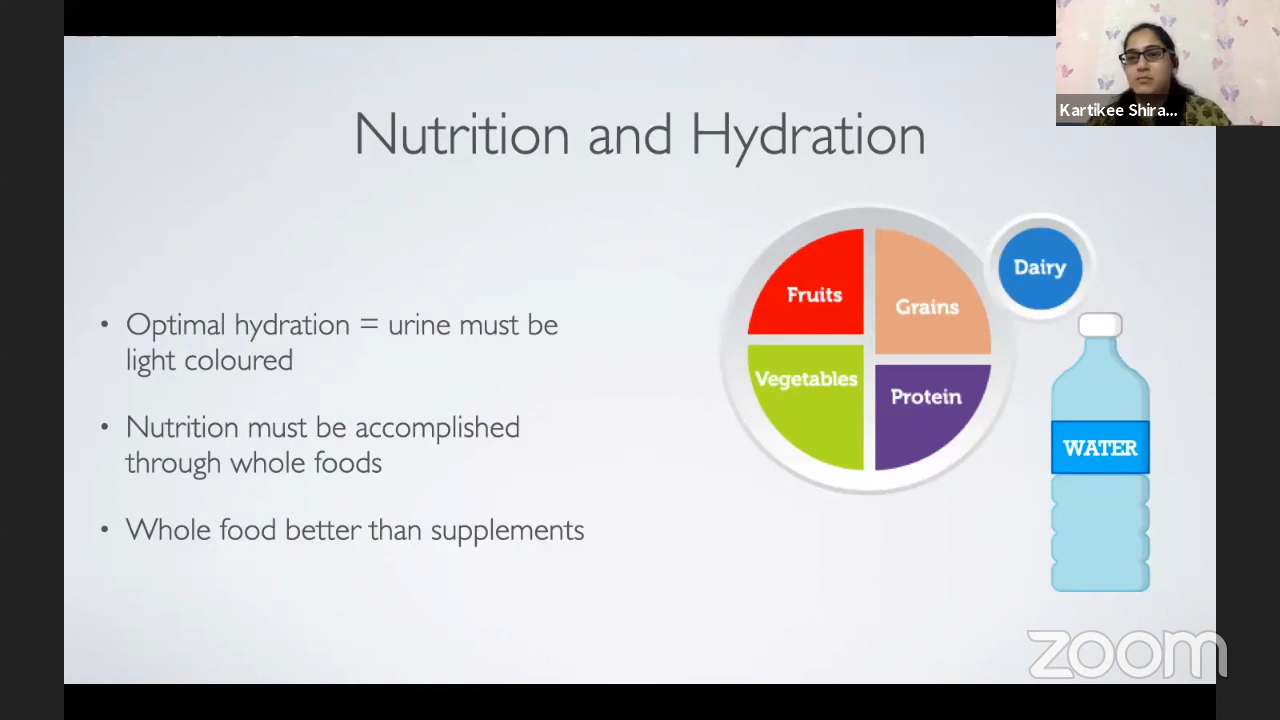 Kartikee Shira...
Nutrition and Hydration
• Optimal hydration = urine must be
light coloured
• Nutrition must be accomplished
through whole foods
• Whole food better than supplements
Fruits
Grains
Dairy
Vegetables
Protein
WATER
zoom